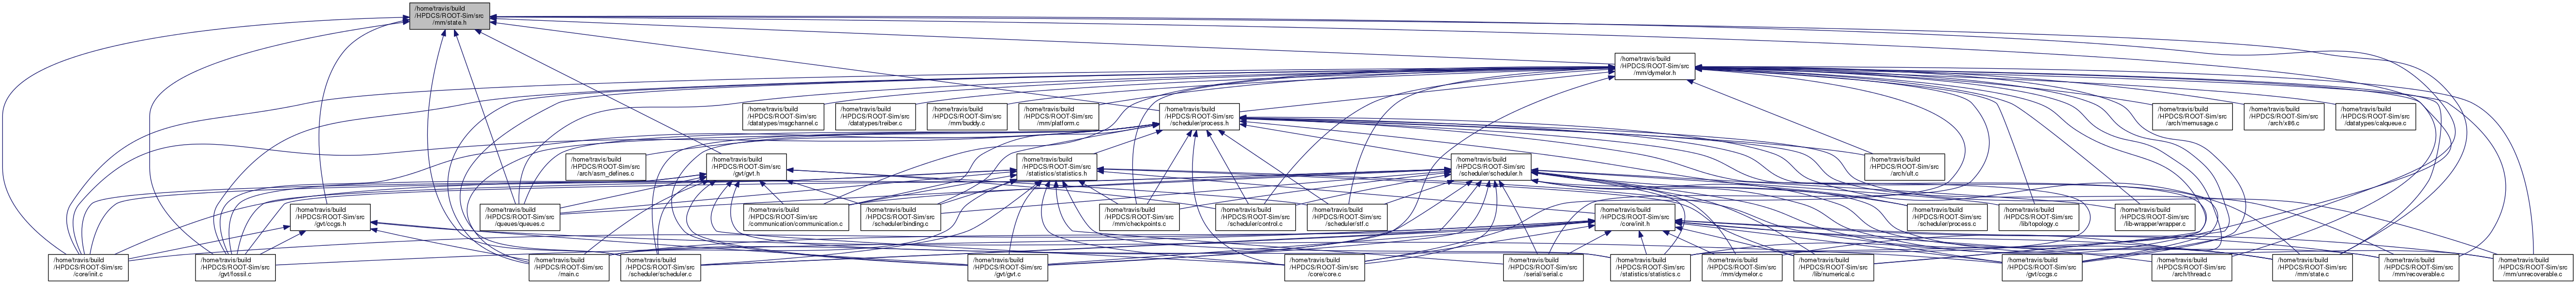 /home/travis/build
/HPDCS/ROOT-Sim/src
/mm/state.h
/home/travis/build
/HPDCS/ROOT-Sim/src
/mm/dymelor.h
/home/travis/build
/HPDCS/ROOT-Sim/src
/datatypes/msgchannel.c
/home/travis/build
/HPDCS/ROOT-Sim/src
/datatypes/treiber.c
/home/travis/build
/HPDCS/ROOT-Sim/src
/mm/buddy.c
/home/travis/build
/HPDCS/ROOT-Sim/src
/mm/platform.c
/home/travis/build
/HPDCS/ROOT-Sim/src
/scheduler/process.h
/home/travis/build
/HPDCS/ROOT-Sim/src
/arch/memusage.c
/home/travis/build
/HPDCS/ROOT-Sim/src
/arch/x86.c
/home/travis/build
/HPDCS/ROOT-Sim/src
/datatypes/calqueue.c
/home/travis/build
/HPDCS/ROOT-Sim/src
/arch/asm_defines.c
/home/travis/build
/HPDCS/ROOT-Sim/src
/gvt/gvt.h
/home/travis/build
/HPDCS/ROOT-Sim/src
/statistics/statistics.h
/home/travis/build
/HPDCS/ROOT-Sim/src
/scheduler/scheduler.h
/home/travis/build
/HPDCS/ROOT-Sim/src
/arch/ult.c
/home/travis/build
/HPDCS/ROOT-Sim/src
/gvt/ccgs.h
/home/travis/build
/HPDCS/ROOT-Sim/src
/queues/queues.c
/home/travis/build
/HPDCS/ROOT-Sim/src
/communication/communication.c
/home/travis/build
/HPDCS/ROOT-Sim/src
/scheduler/binding.c
/home/travis/build
/HPDCS/ROOT-Sim/src
/mm/checkpoints.c
/home/travis/build
/HPDCS/ROOT-Sim/src
/scheduler/control.c
/home/travis/build
/HPDCS/ROOT-Sim/src
/scheduler/stf.c
/home/travis/build
/HPDCS/ROOT-Sim/src
/core/init.h
/home/travis/build
/HPDCS/ROOT-Sim/src
/scheduler/process.c
/home/travis/build
/HPDCS/ROOT-Sim/src
/lib/topology.c
/home/travis/build
/HPDCS/ROOT-Sim/src
/lib-wrapper/wrapper.c
/home/travis/build
/HPDCS/ROOT-Sim/src
/core/init.c
/home/travis/build
/HPDCS/ROOT-Sim/src
/gvt/fossil.c
/home/travis/build
/HPDCS/ROOT-Sim/src
/main.c
/home/travis/build
/HPDCS/ROOT-Sim/src
/scheduler/scheduler.c
/home/travis/build
/HPDCS/ROOT-Sim/src
/gvt/gvt.c
/home/travis/build
/HPDCS/ROOT-Sim/src
/core/core.c
/home/travis/build
/HPDCS/ROOT-Sim/src
/serial/serial.c
/home/travis/build
/HPDCS/ROOT-Sim/src
/statistics/statistics.c
/home/travis/build
/HPDCS/ROOT-Sim/src
/mm/dymelor.c
/home/travis/build
/HPDCS/ROOT-Sim/src
/lib/numerical.c
/home/travis/build
/HPDCS/ROOT-Sim/src
/gvt/ccgs.c
/home/travis/build
/HPDCS/ROOT-Sim/src
/arch/thread.c
/home/travis/build
/HPDCS/ROOT-Sim/src
/mm/state.c
/home/travis/build
/HPDCS/ROOT-Sim/src
/mm/recoverable.c
/home/travis/build
/HPDCS/ROOT-Sim/src
/mm/unrecoverable.c